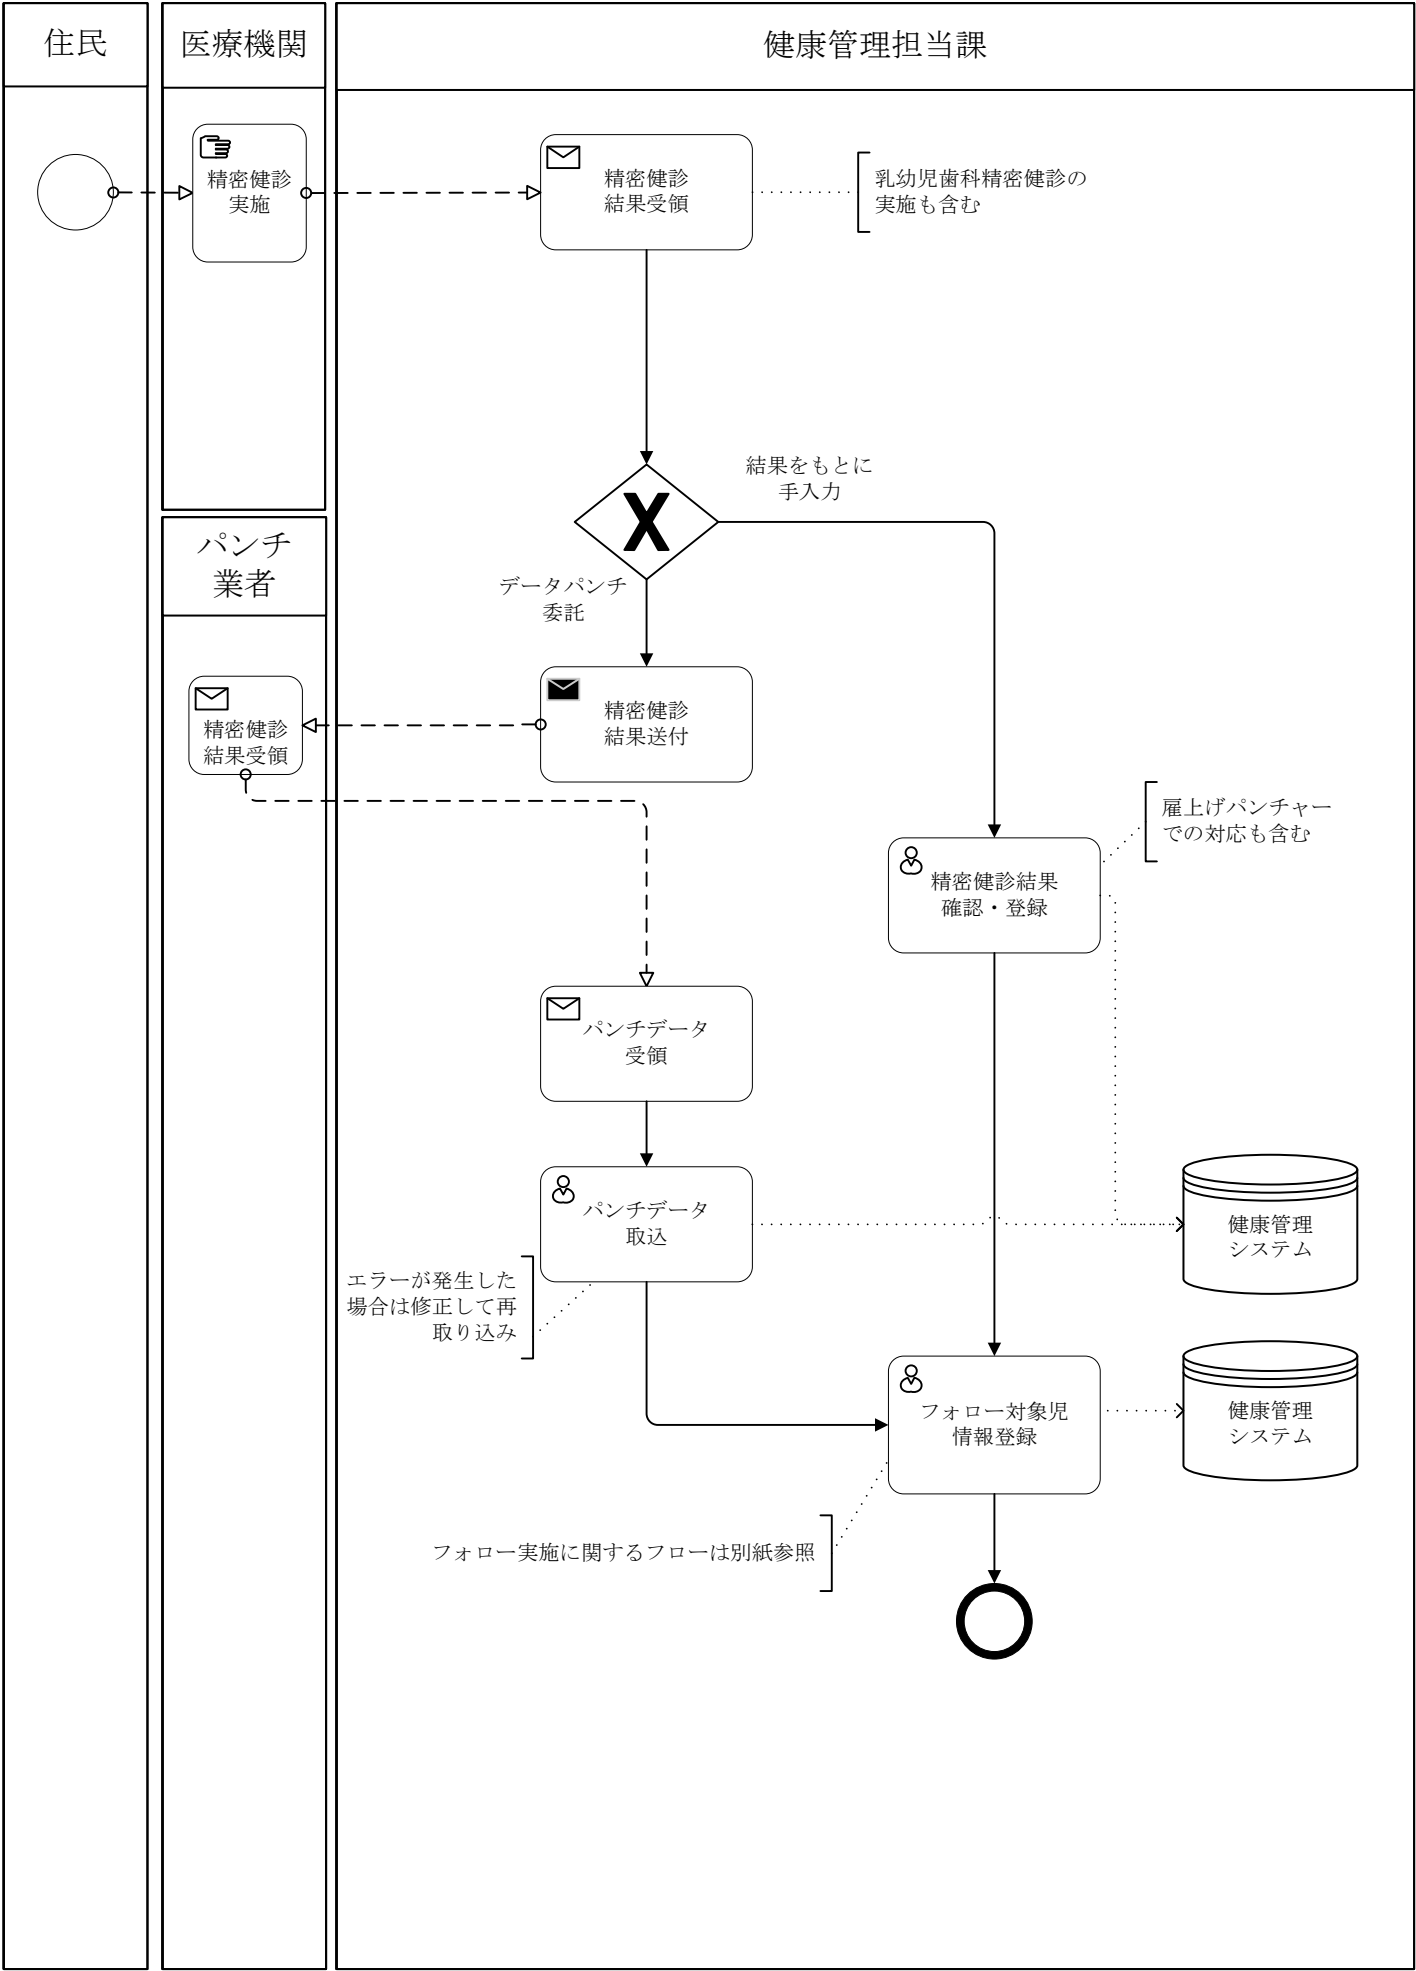 住民
医療機関
健康管理担当課
精密健診
実施
精密健診
結果受領
乳幼児歯科精密健診の
実施も含む
結果をもとに
手入力
X
データパンチ
委託
パンチ
業者
精密健診
結果受領
精密健診
結果送付
雇上げパンチャー
での対応も含む
精密健診結果
確認・登録
パンチデータ
受領
パンチデータ
取込
健康管理
システム
エラーが発生した
場合は修正して再
取り込み
フォロー対象児
情報登録
健康管理
システム
フォロー実施に関するフローは別紙参照